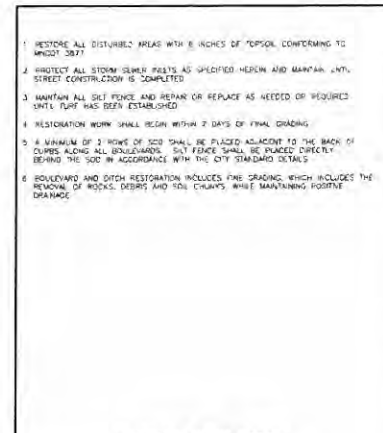 1 RESTORE ALL DISTURBED AREAS WITH 6 INCHES OF TOPSOIL CONFORMING TO
MNDOT 3877
2 PROTECT ALL STORM SEWER INLETS AS SPECIFIED HEREIN AND MAINTAIN UNTIL
STREET CONSTRUCTION IS COMPLETED
3 MAINTAIN ALL SILT FENCE AND REPAIR OR REPLACE AS NEEDED OR REQUIRED
UNTIL TURF HAS BEEN ESTABLISHED
4 RESTORATION WORK SHALL BEGIN WITHIN 7 DAYS OF FINAL GRADING
5 A MINIMUM OF 2 ROWS OF SOD SHALL BE PLACED ADJACENT TO THE BACK OF
CURBS ALONG ALL BOULEVARDS. SILT FENCE SHALL BE PLACED DIRECTLY
BEHIND THE SOD IN ACCORDANCE WITH THE CITY STANDARD DETAILS
6 BOULEVARD AND DITCH RESTORATION INCLUDES FINE GRADING, WHICH INCLUDES THE
REMOVAL OF ROCKS, DEBRIS AND SOIL CHUNKS, WHILE MAINTAINING POSITIVE
DRAINAGE